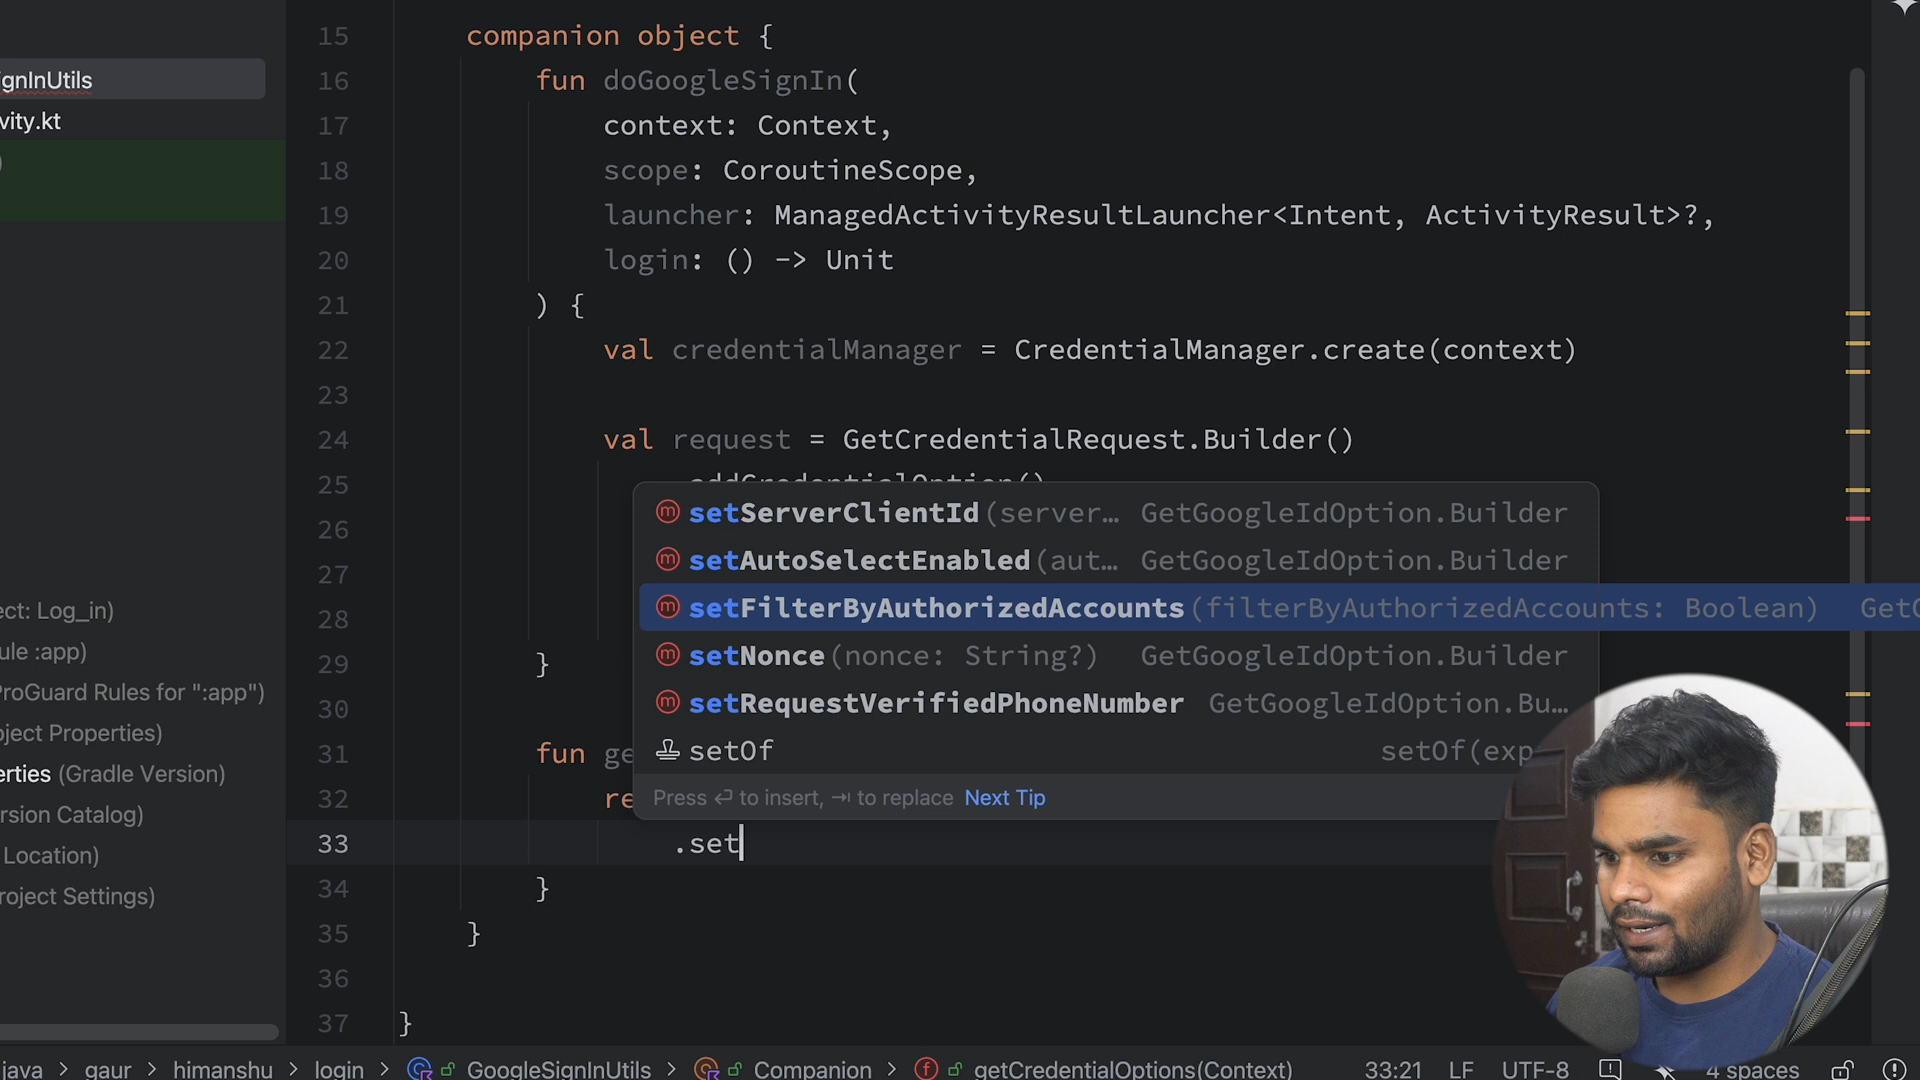 gnInUtils
vity.kt
)
ect: Log_in)
ule :app)
ProGuard Rules for ":app")
oject Properties)
erties (Gradle Version)
rsion Catalog)
Location)
roject Settings)
15 companion object {
16 fun doGoogleSignIn(
17 context: Context,
18 scope: CoroutineScope,
19 launcher: ManagedActivityResultLauncher<Intent, ActivityResult>?,
20 login: () -> Unit
21 ) {
22 val credentialManager = CredentialManager.create(context)
23
24 val request = GetCredentialRequest.Builder()
25 .addCredentialOption()
26
27
28
29 }
30
31 fun ge
32 re
33 .set
34 }
35 }
36
37 }
setServerClientId(server… GetGoogleIdOption.Builder
setAutoSelectEnabled(aut… GetGoogleIdOption.Builder
setFilterByAuthorizedAccounts(filterByAuthorizedAccounts: Boolean) GetG
setNonce(nonce: String?) GetGoogleIdOption.Builder
setRequestVerifiedPhoneNumber GetGoogleIdOption.Bu…
setOf setOf(exp
Press ⏎ to insert, ⇥ to replace Next Tip
java > gaur > himanshu > login > GoogleSignInUtils > Companion > getCredentialOptions(Context) 33:21 LF UTF-8 4 spaces